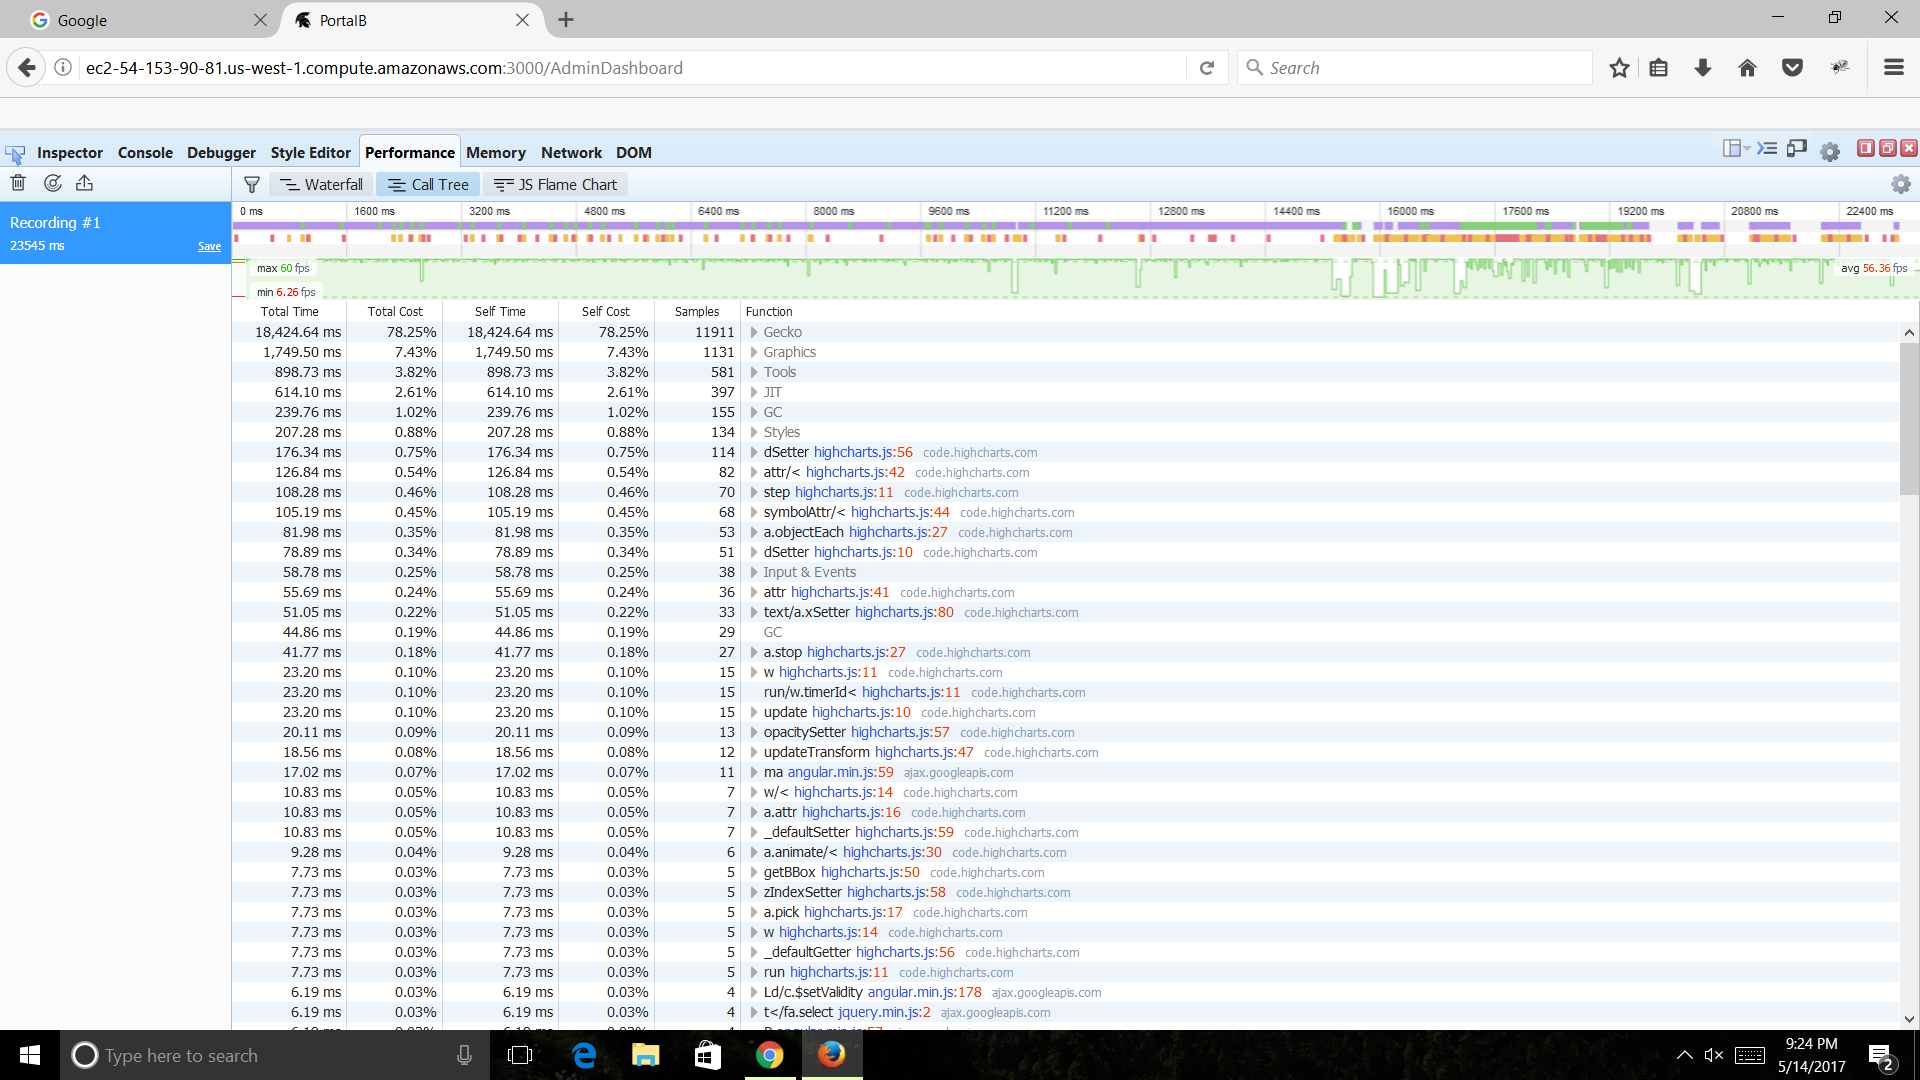 Google
PortalB
ec2-54-153-90-81.us-west-1.compute.amazonaws.com:3000/AdminDashboard
Search
Inspector Console Debugger Style Editor Performance Memory Network DOM
Waterfall Call Tree JS Flame Chart
Recording #1
23545 ms Save
0 ms 1600 ms 3200 ms 4800 ms 6400 ms 8000 ms 9600 ms 11200 ms 12800 ms 14400 ms 16000 ms 17600 ms 19200 ms 20800 ms 22400 ms
max 60 fps avg 56.36 fps
min 6.26 fps
Total Time Total Cost Self Time Self Cost Samples Function
18,424.64 ms 78.25% 18,424.64 ms 78.25% 11911 Gecko
1,749.50 ms 7.43% 1,749.50 ms 7.43% 1131 Graphics
898.73 ms 3.82% 898.73 ms 3.82% 581 Tools
614.10 ms 2.61% 614.10 ms 2.61% 397 JIT
239.76 ms 1.02% 239.76 ms 1.02% 155 GC
207.28 ms 0.88% 207.28 ms 0.88% 134 Styles
176.34 ms 0.75% 176.34 ms 0.75% 114 dSetter highcharts.js:56 code.highcharts.com
126.84 ms 0.54% 126.84 ms 0.54% 82 attr/< highcharts.js:42 code.highcharts.com
108.28 ms 0.46% 108.28 ms 0.46% 70 step highcharts.js:11 code.highcharts.com
105.19 ms 0.45% 105.19 ms 0.45% 68 symbolAttr/< highcharts.js:44 code.highcharts.com
81.98 ms 0.35% 81.98 ms 0.35% 53 a.objectEach highcharts.js:27 code.highcharts.com
78.89 ms 0.34% 78.89 ms 0.34% 51 dSetter highcharts.js:10 code.highcharts.com
58.78 ms 0.25% 58.78 ms 0.25% 38 Input & Events
55.69 ms 0.24% 55.69 ms 0.24% 36 attr highcharts.js:41 code.highcharts.com
51.05 ms 0.22% 51.05 ms 0.22% 33 text/a.xSetter highcharts.js:80 code.highcharts.com
44.86 ms 0.19% 44.86 ms 0.19% 29 GC
41.77 ms 0.18% 41.77 ms 0.18% 27 a.stop highcharts.js:27 code.highcharts.com
23.20 ms 0.10% 23.20 ms 0.10% 15 w highcharts.js:11 code.highcharts.com
23.20 ms 0.10% 23.20 ms 0.10% 15 run/w.timerId< highcharts.js:11 code.highcharts.com
23.20 ms 0.10% 23.20 ms 0.10% 15 update highcharts.js:10 code.highcharts.com
20.11 ms 0.09% 20.11 ms 0.09% 13 opacitySetter highcharts.js:57 code.highcharts.com
18.56 ms 0.08% 18.56 ms 0.08% 12 updateTransform highcharts.js:47 code.highcharts.com
17.02 ms 0.07% 17.02 ms 0.07% 11 ma angular.min.js:59 ajax.googleapis.com
10.83 ms 0.05% 10.83 ms 0.05% 7 w/< highcharts.js:14 code.highcharts.com
10.83 ms 0.05% 10.83 ms 0.05% 7 a.attr highcharts.js:16 code.highcharts.com
10.83 ms 0.05% 10.83 ms 0.05% 7 _defaultSetter highcharts.js:59 code.highcharts.com
9.28 ms 0.04% 9.28 ms 0.04% 6 a.animate/< highcharts.js:30 code.highcharts.com
7.73 ms 0.03% 7.73 ms 0.03% 5 getBBox highcharts.js:50 code.highcharts.com
7.73 ms 0.03% 7.73 ms 0.03% 5 zIndexSetter highcharts.js:58 code.highcharts.com
7.73 ms 0.03% 7.73 ms 0.03% 5 a.pick highcharts.js:17 code.highcharts.com
7.73 ms 0.03% 7.73 ms 0.03% 5 w highcharts.js:14 code.highcharts.com
7.73 ms 0.03% 7.73 ms 0.03% 5 _defaultGetter highcharts.js:56 code.highcharts.com
7.73 ms 0.03% 7.73 ms 0.03% 5 run highcharts.js:11 code.highcharts.com
6.19 ms 0.03% 6.19 ms 0.03% 4 Ld/c.$setValidity angular.min.js:178 ajax.googleapis.com
6.19 ms 0.03% 6.19 ms 0.03% 4 t</fa.select jquery.min.js:2 ajax.googleapis.com
Type here to search
9:24 PM
5/14/2017
2